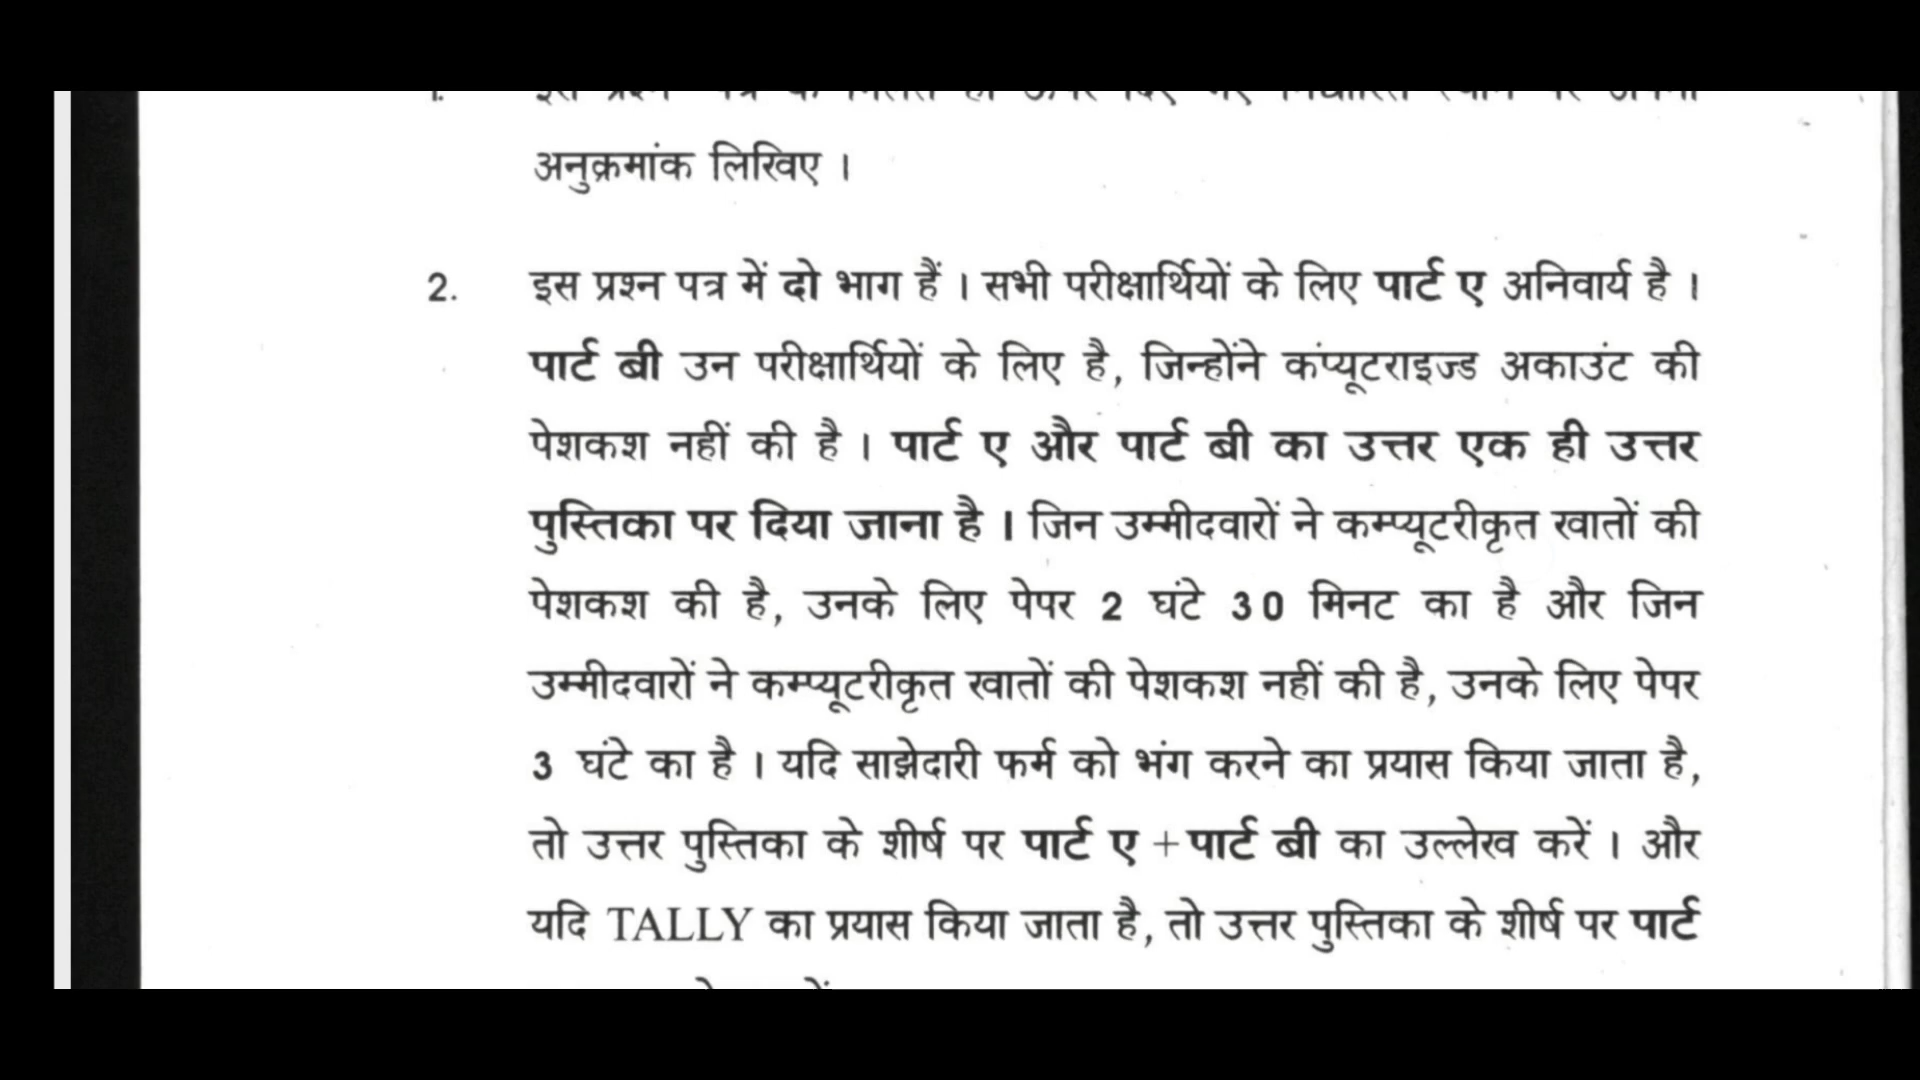 अनुक्रमांक लिखिए ।
2. इस प्रश्न पत्र में दो भाग हैं । सभी परीक्षार्थियों के लिए पार्ट ए अनिवार्य है ।
पार्ट बी उन परीक्षार्थियों के लिए है, जिन्होंने कंप्यूटराइज्ड अकाउंट की
पेशकश नहीं की है । पार्ट ए और पार्ट बी का उत्तर एक ही उत्तर
पुस्तिका पर दिया जाना है । जिन उम्मीदवारों ने कम्प्यूटरीकृत खातों की
पेशकश की है, उनके लिए पेपर 2 घंटे 30 मिनट का है और जिन
उम्मीदवारों ने कम्प्यूटरीकृत खातों की पेशकश नहीं की है, उनके लिए पेपर
3 घंटे का है । यदि साझेदारी फर्म को भंग करने का प्रयास किया जाता है,
तो उत्तर पुस्तिका के शीर्ष पर पार्ट ए + पार्ट बी का उल्लेख करें । और
यदि TALLY का प्रयास किया जाता है, तो उत्तर पुस्तिका के शीर्ष पर पार्ट